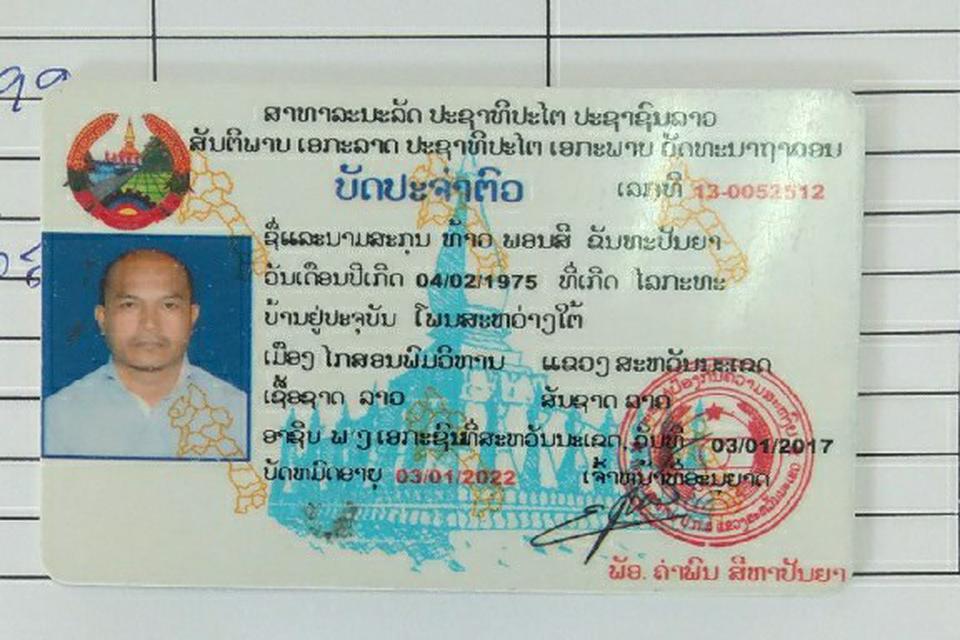 ສາທາລະນະລັດ ປະຊາທິປະໄຕ ປະຊາຊົນລາວ
ສັນຕິພາບ ເອກະລາດ ປະຊາທິປະໄຕ ເອກະພາບ ວັດທະນາຖາວອນ
ບັດປະຈຳຕົວ
ເລກທີ 13-0052512
ຊື່ແລະນາມສະກຸນ ທ້າວ ພອນສີ ຈັນທະປັນຍາ
ວັນເດືອນປີເກີດ 04/02/1975 ທີ່ເກີດ ໄລກະທະ
ບ້ານຢູ່ປະຈຸບັນ ໂພນສະຫວ່າງໃຕ້
ເມືອງ ໄກສອນພົມວິຫານ ແຂວງ ສະຫວັນນະເຂດ
ເຊື້ອຊາດ ລາວ ສັນຊາດ ລາວ
ອາຊີບ ພ ງ ເອກະຊົນທີ່ສະຫວັນນະເຂດ, ວັນທີ 03/01/2017
ບັດຫມົດອາຍຸ 03/01/2022 ເຈົ້າຫນ້າທີ່ອະນຸຍາດ
ພັອ. ຄຳພົນ ສີຫາປັນຍາ